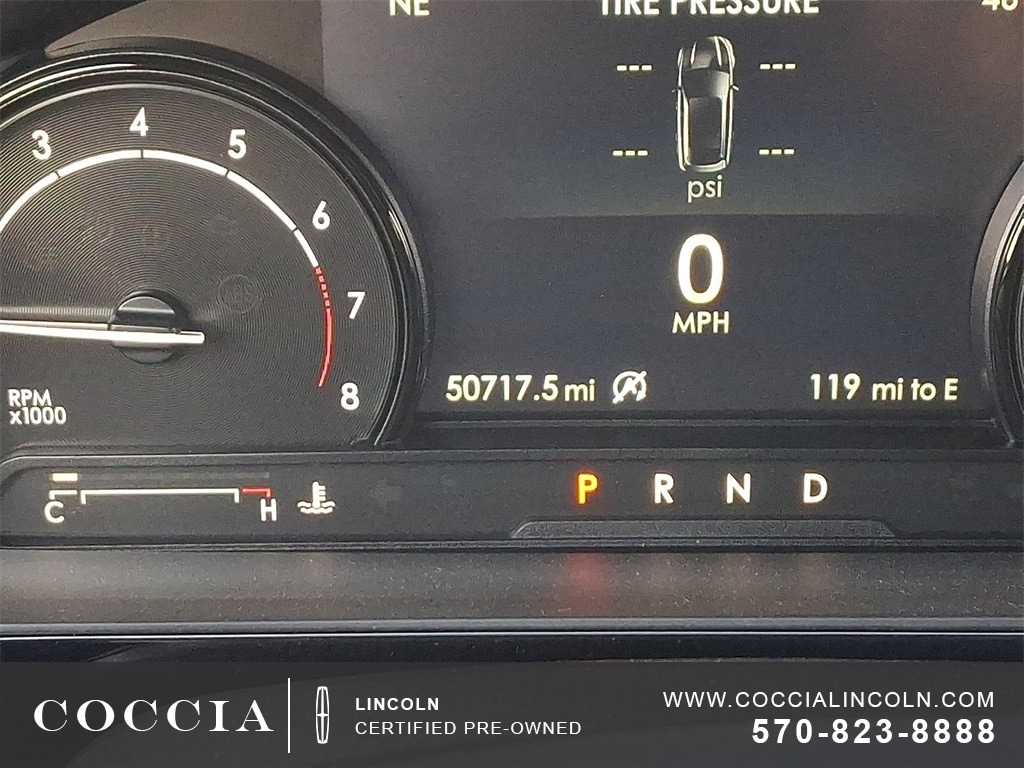 NE TIRE PRESSURE
--- ---
--- ---
psi
3 4 5 6 7 8
RPM
x1000
0
MPH
50717.5 mi 119 mi to E
C H
P R N D
COCCIA
LINCOLN
CERTIFIED PRE-OWNED
WWW.COCCIALINCOLN.COM
570-823-8888